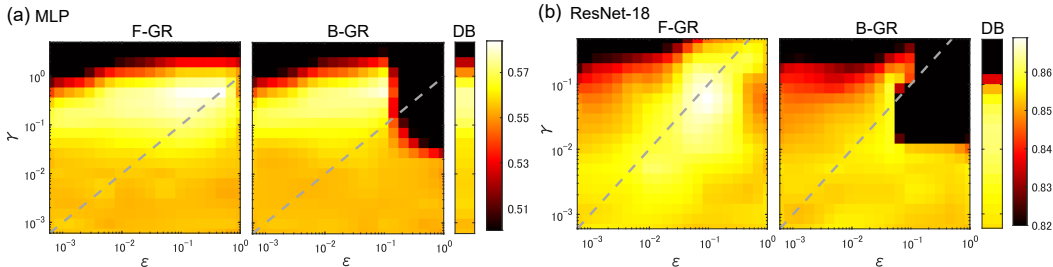 (a) MLP
F-GR
B-GR
DB
γ
10⁰
10⁻¹
10⁻²
10⁻³
10⁻³
10⁻²
10⁻¹
10⁰
ε
10⁻³
10⁻²
10⁻¹
10⁰
ε
0.57
0.55
0.53
0.51
(b) ResNet-18
F-GR
B-GR
DB
γ
10⁻¹
10⁻²
10⁻³
10⁻³
10⁻²
10⁻¹
10⁰
ε
10⁻³
10⁻²
10⁻¹
10⁰
ε
0.86
0.85
0.84
0.83
0.82